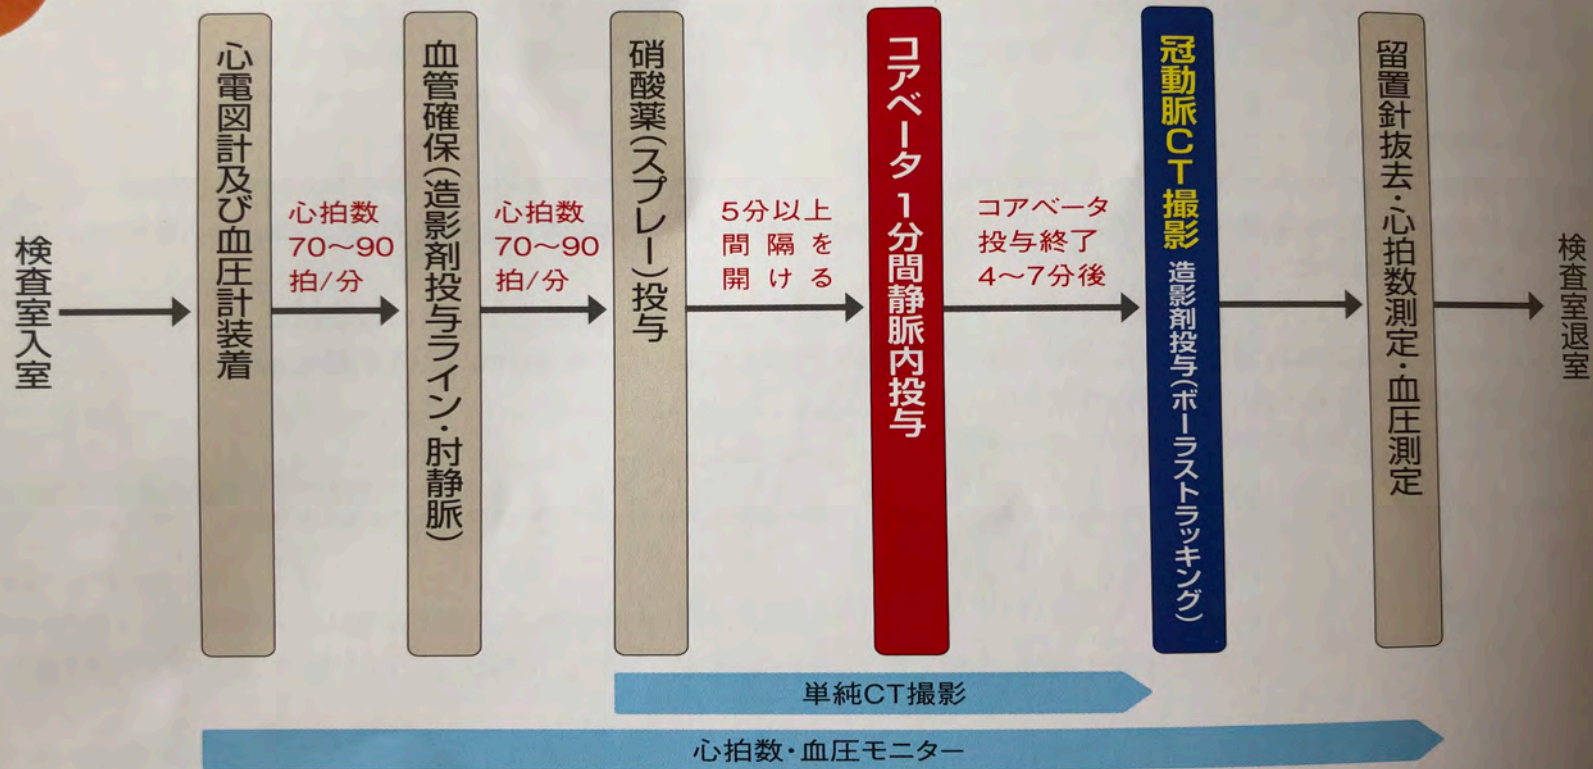 検査室入室
心電図計及び血圧計装着
心拍数
70〜90
拍/分
血管確保(造影剤投与ライン・肘静脈)
心拍数
70〜90
拍/分
硝酸薬(スプレー)投与
5分以上
間隔を
開ける
コアベータ 1分間静脈内投与
コアベータ
投与終了
4〜7分後
冠動脈CT撮影 造影剤投与(ボーラストラッキング)
留置針抜去・心拍数測定・血圧測定
検査室退室
単純CT撮影
心拍数・血圧モニター